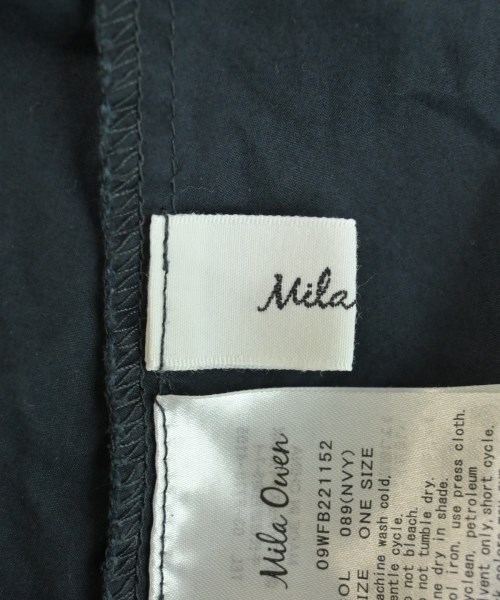 Mila
Mila Owen
09WFB221152
OL 089(NVY)
IZE ONE SIZE
achine wash cold,
entle cycle.
o not bleach.
o not tumble dry.
ne dry in shade.
ol iron, use press cloth.
yclean, petroleum
lvent only short cycle.